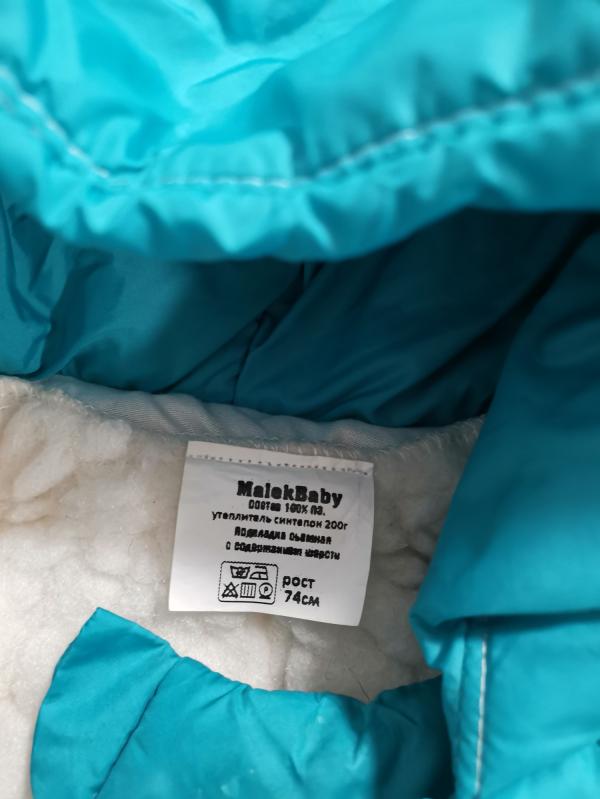 MalekBaby
Состав 100% ПЭ.
утеплитель синтепон 200г
Подкладка съемная
с содержанием шерсти
P
рост
74см